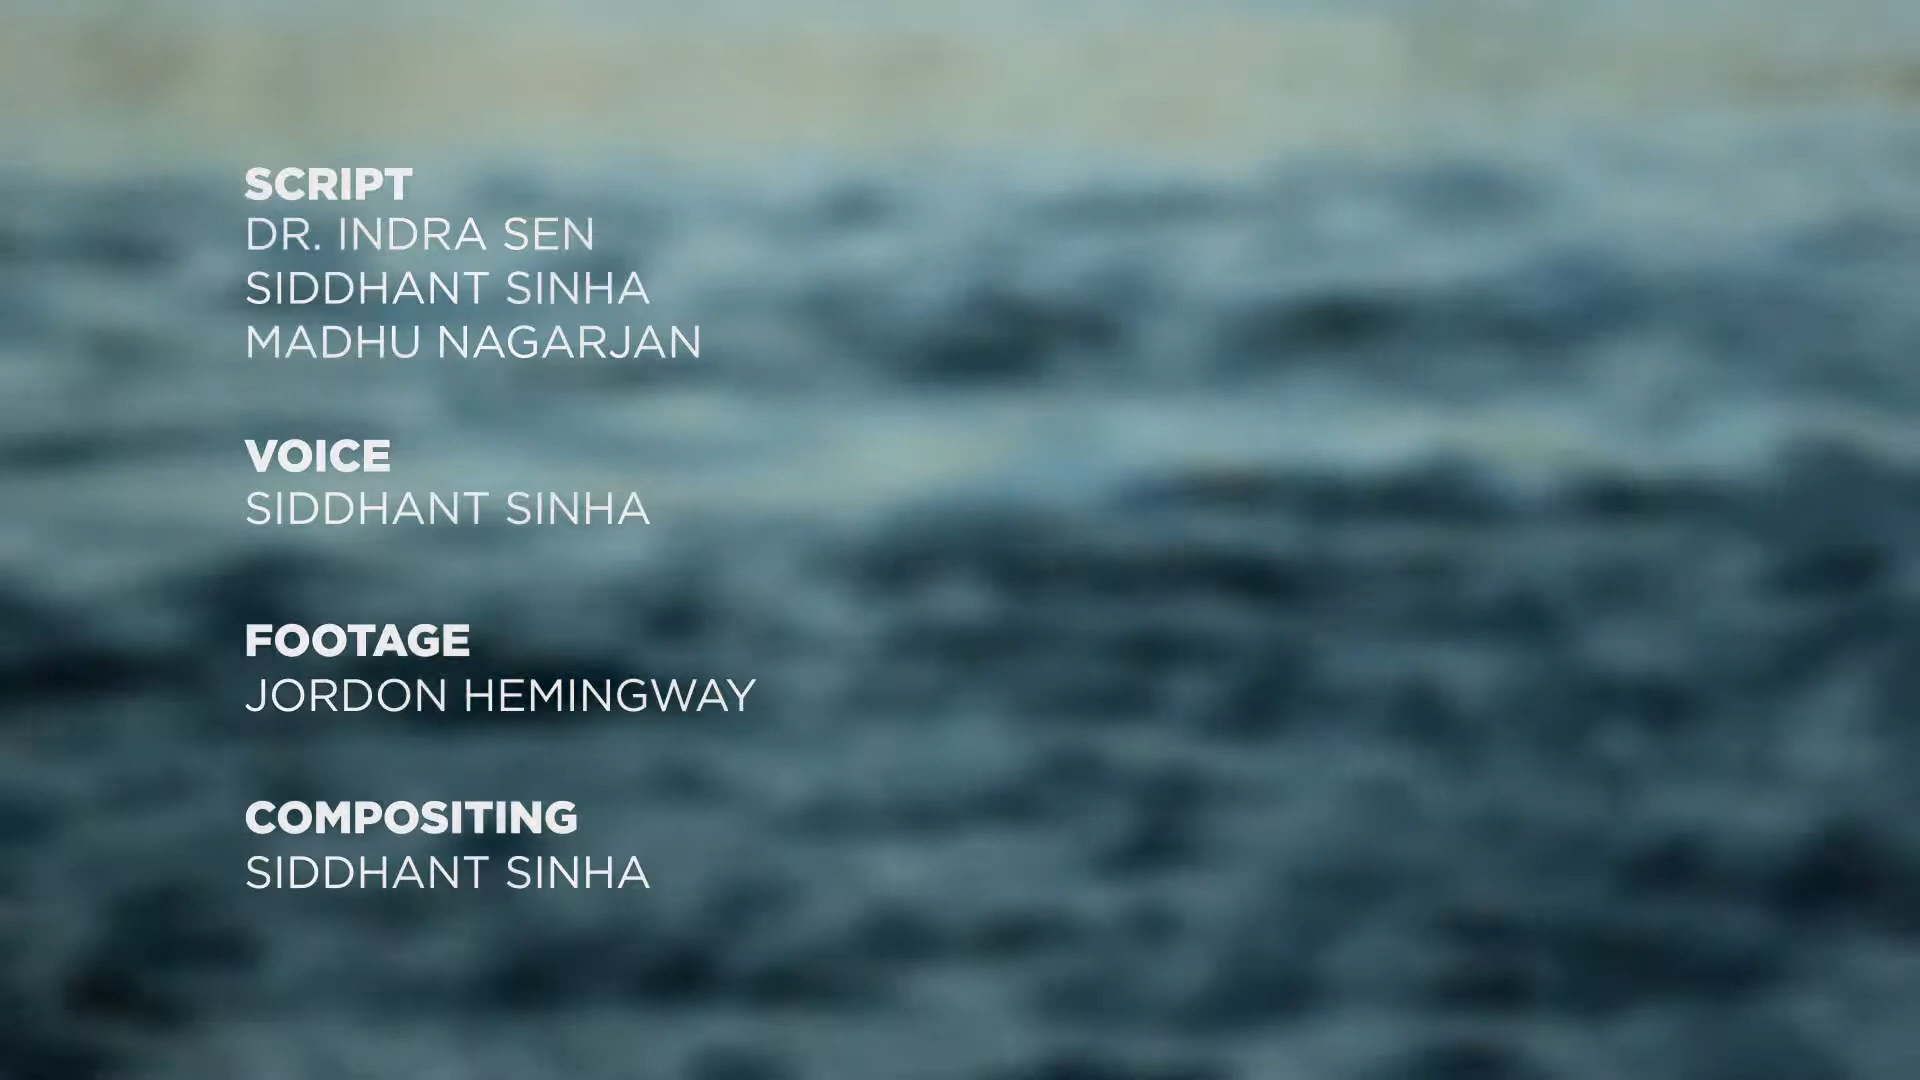 SCRIPT
DR. INDRA SEN
SIDDHANT SINHA
MADHU NAGARJAN
VOICE
SIDDHANT SINHA
FOOTAGE
JORDON HEMINGWAY
COMPOSITING
SIDDHANT SINHA